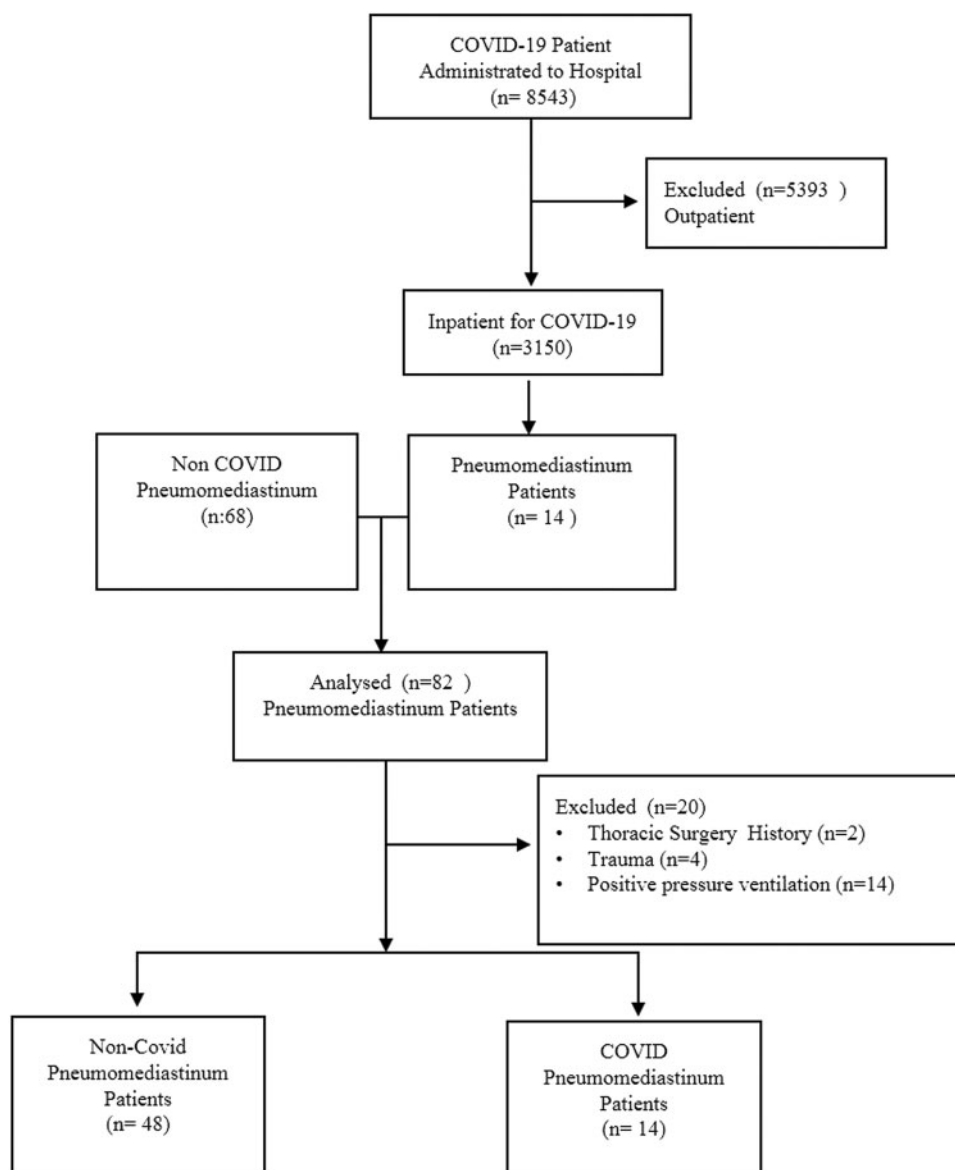 COVID-19 Patient
Administrated to Hospital
(n= 8543)
Excluded (n=5393 )
Outpatient
Inpatient for COVID-19
(n=3150)
Non COVID
Pneumomediastinum
(n:68)
Pneumomediastinum
Patients
(n= 14 )
Analysed (n=82 )
Pneumomediastinum Patients
Excluded (n=20)
• Thoracic Surgery History (n=2)
• Trauma (n=4)
• Positive pressure ventilation (n=14)
Non-Covid
Pneumomediastinum
Patients
(n= 48)
COVID
Pneumomediastinum
Patients
(n= 14)